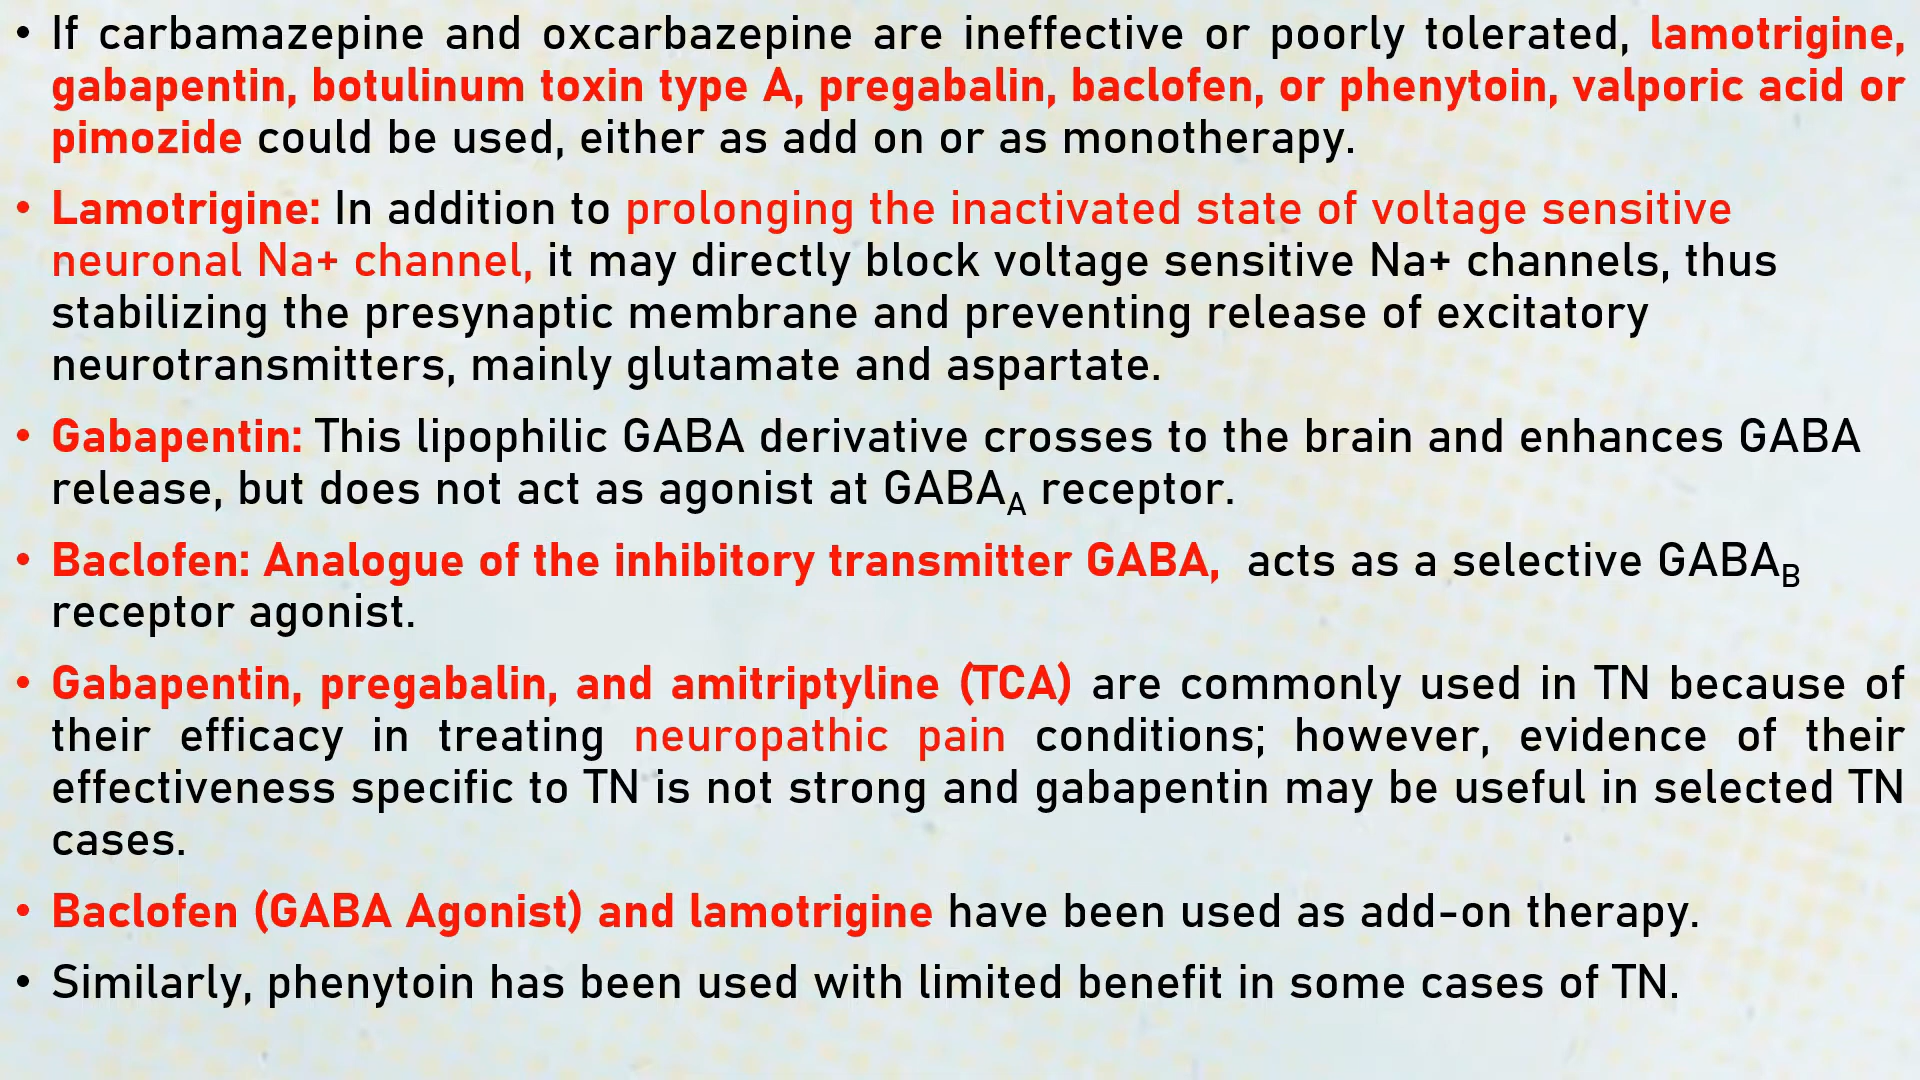 • If carbamazepine and oxcarbazepine are ineffective or poorly tolerated, lamotrigine,
gabapentin, botulinum toxin type A, pregabalin, baclofen, or phenytoin, valporic acid or
pimozide could be used, either as add on or as monotherapy.
• Lamotrigine: In addition to prolonging the inactivated state of voltage sensitive
neuronal Na+ channel, it may directly block voltage sensitive Na+ channels, thus
stabilizing the presynaptic membrane and preventing release of excitatory
neurotransmitters, mainly glutamate and aspartate.
• Gabapentin: This lipophilic GABA derivative crosses to the brain and enhances GABA
release, but does not act as agonist at GABA_A receptor.
• Baclofen: Analogue of the inhibitory transmitter GABA, acts as a selective GABA_B
receptor agonist.
• Gabapentin, pregabalin, and amitriptyline (TCA) are commonly used in TN because of
their efficacy in treating neuropathic pain conditions; however, evidence of their
effectiveness specific to TN is not strong and gabapentin may be useful in selected TN
cases.
• Baclofen (GABA Agonist) and lamotrigine have been used as add-on therapy.
• Similarly, phenytoin has been used with limited benefit in some cases of TN.